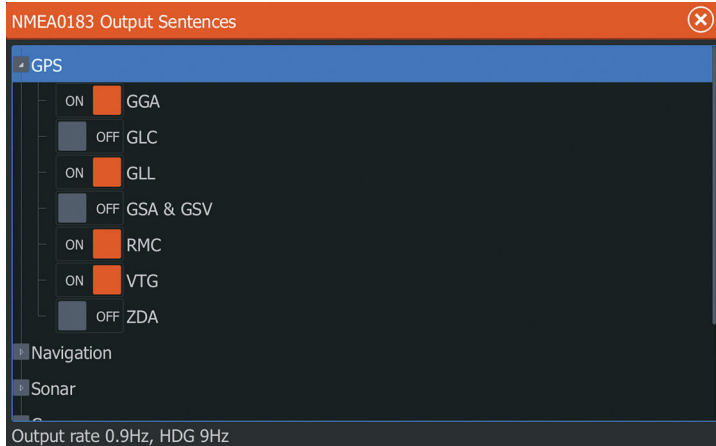 NMEA0183 Output Sentences
GPS
ON GGA
OFF GLC
ON GLL
OFF GSA & GSV
ON RMC
ON VTG
OFF ZDA
Navigation
Sonar
Output rate 0.9Hz, HDG 9Hz